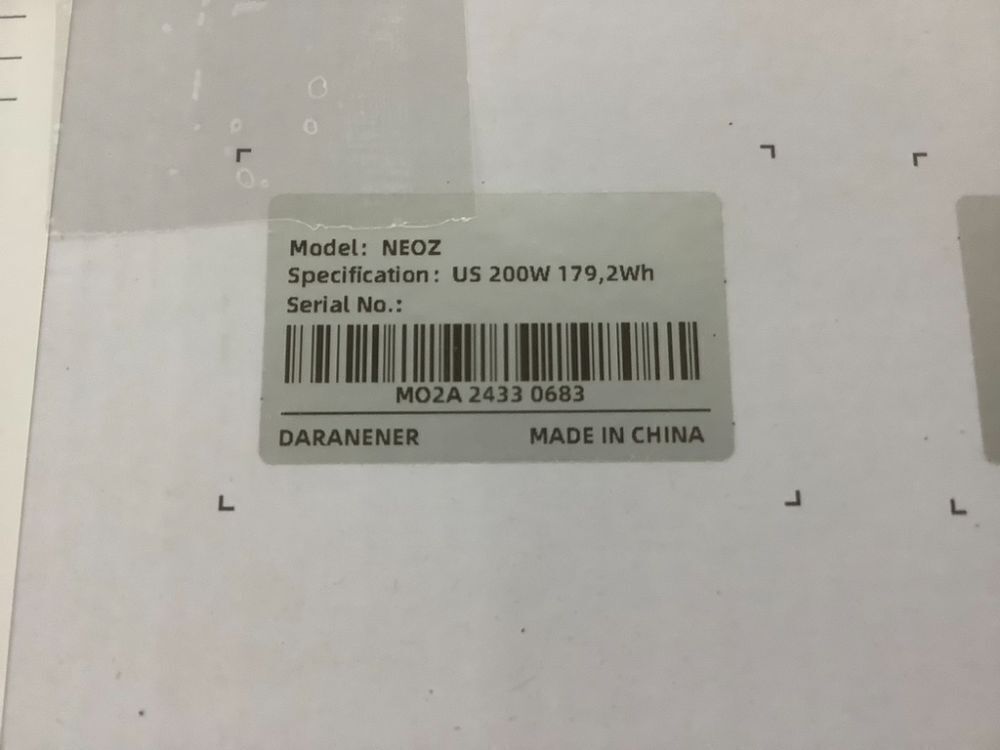 Model: NEOZ
Specification: US 200W 179,2Wh
Serial No.:
MO2A 2433 0683
DARANENER MADE IN CHINA